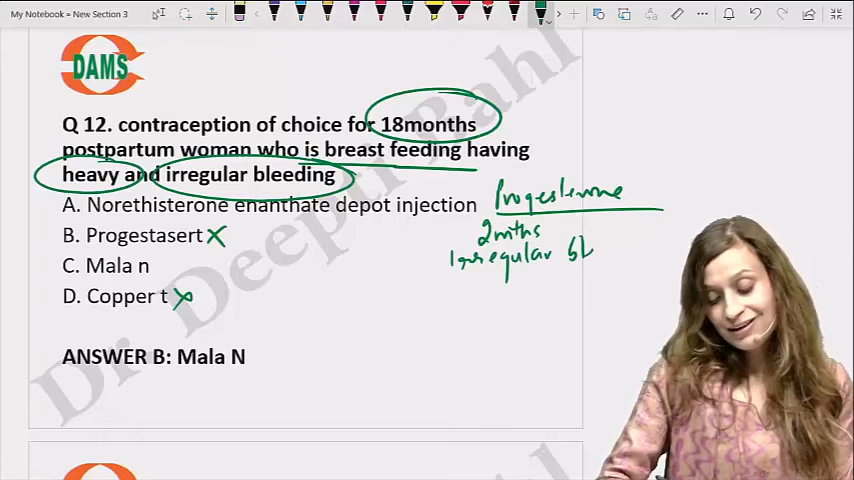 My Notebook > New Section 3
DAMS
Q 12. contraception of choice for 18months
postpartum woman who is breast feeding having
heavy and irregular bleeding
A. Norethisterone enanthate depot injection
Progesterone
2mths
B. Progestasert
Irregular bl
C. Mala n
D. Copper t
ANSWER B: Mala N
Dr. Deepti Bahl